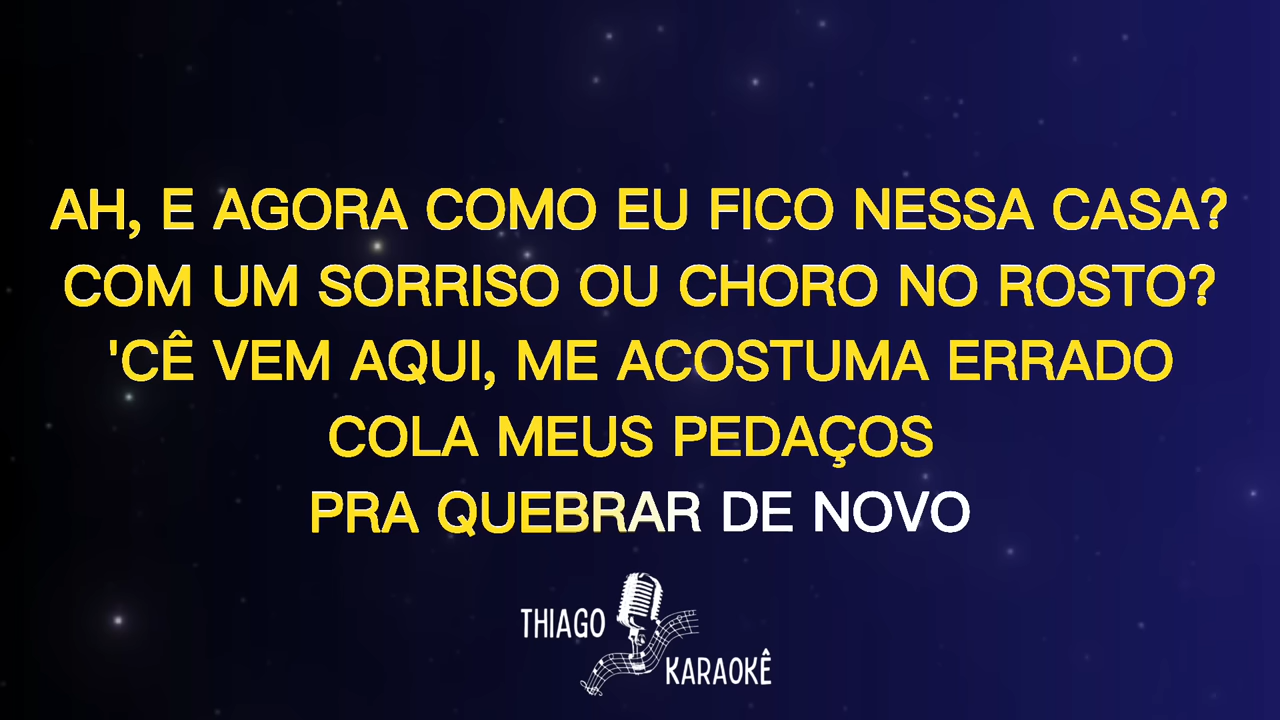 AH, E AGORA COMO EU FICO NESSA CASA?
COM UM SORRISO OU CHORO NO ROSTO?
'CÊ VEM AQUI, ME ACOSTUMA ERRADO
COLA MEUS PEDAÇOS
PRA QUEBRAR DE NOVO
THIAGO
KARAOKÊ